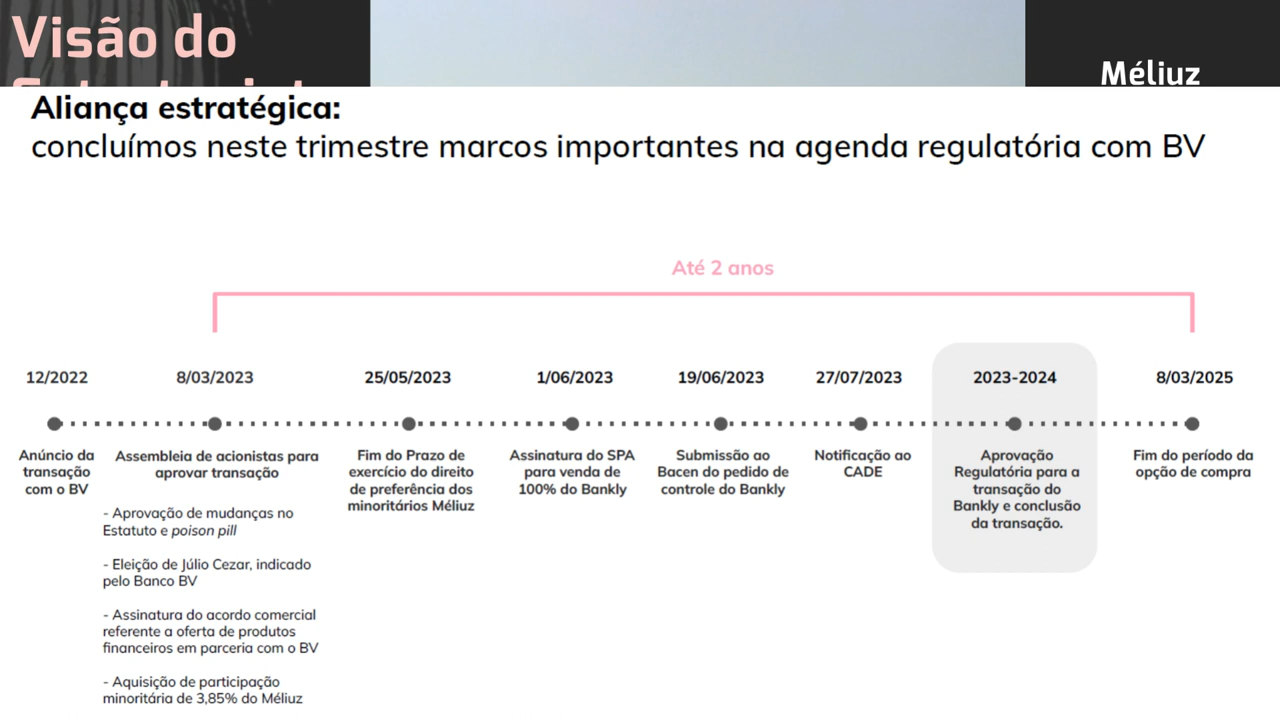 Visão do
Méliuz
Aliança estratégica:
concluímos neste trimestre marcos importantes na agenda regulatória com BV
Até 2 anos
12/2022
Anúncio da
transação
com o BV
8/03/2023
Assembleia de acionistas para
aprovar transação
- Aprovação de mudanças no
Estatuto e poison pill
- Eleição de Júlio Cezar, indicado
pelo Banco BV
- Assinatura do acordo comercial
referente a oferta de produtos
financeiros em parceria com o BV
- Aquisição de participação
minoritária de 3,85% do Méliuz
25/05/2023
Fim do Prazo de
exercício do direito
de preferência dos
minoritários Méliuz
1/06/2023
Assinatura do SPA
para venda de
100% do Bankly
19/06/2023
Submissão ao
Bacen do pedido de
controle do Bankly
27/07/2023
Notificação ao
CADE
2023-2024
Aprovação
Regulatória para a
transação do
Bankly e conclusão
da transação.
8/03/2025
Fim do período da
opção de compra